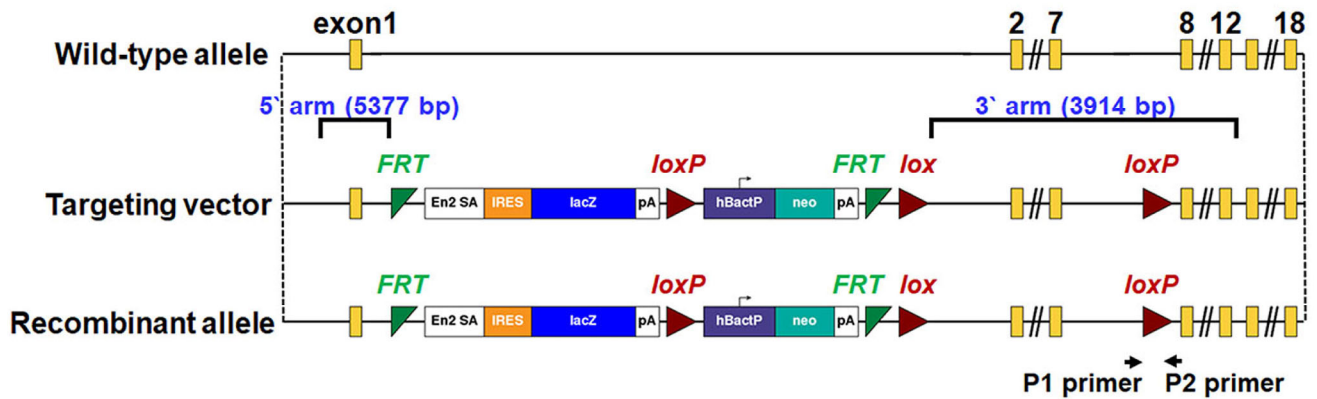 exon1 2 7 8 12 18
Wild-type allele
5` arm (5377 bp) 3` arm (3914 bp)
FRT loxP FRT lox loxP
Targeting vector En2 SA IRES lacZ pA hBactP neo pA
FRT loxP FRT lox loxP
Recombinant allele En2 SA IRES lacZ pA hBactP neo pA
P1 primer P2 primer